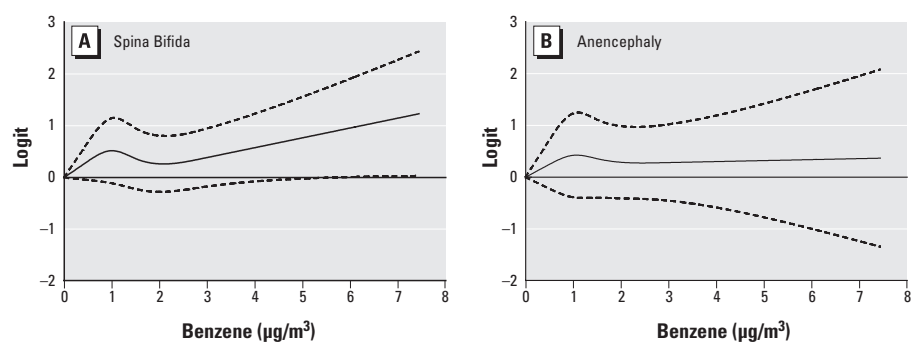 A Spina Bifida
3
2
1
0
–1
–2
Logit
0 1 2 3 4 5 6 7 8
Benzene (µg/m³)
B Anencephaly
3
2
1
0
–1
–2
Logit
0 1 2 3 4 5 6 7 8
Benzene (µg/m³)